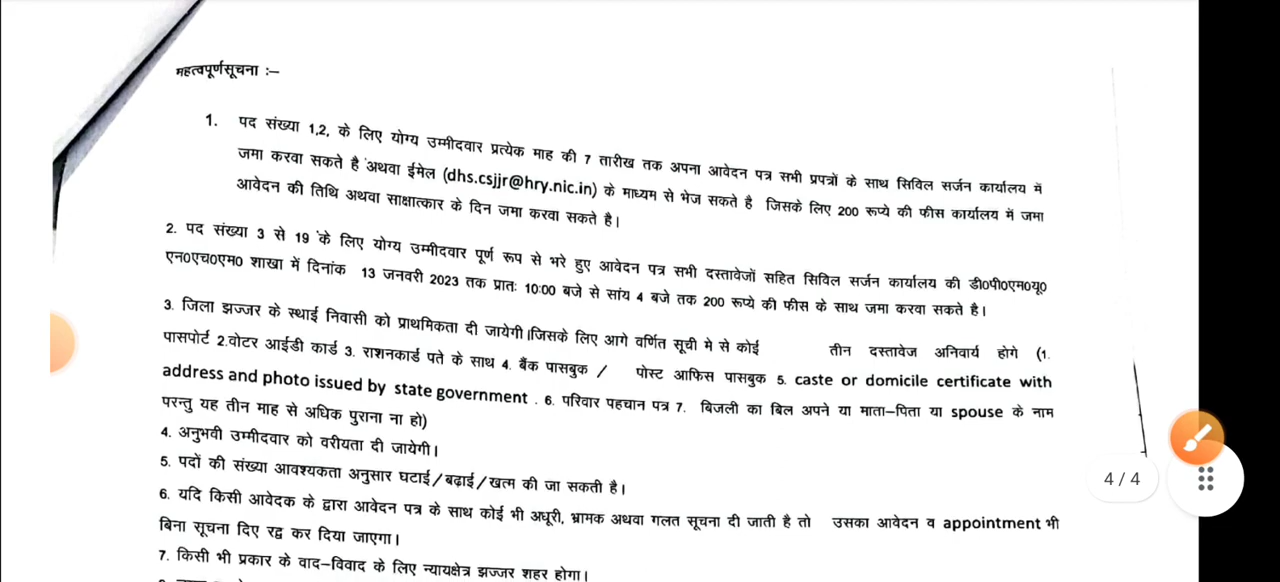 महत्वपूर्णसूचना :–
1. पद संख्या 1,2, के लिए योग्य उम्मीदवार प्रत्येक माह की 7 तारीख तक अपना आवेदन पत्र सभी प्रपत्रों के साथ सिविल सर्जन कार्यालय में
जमा करवा सकते है अथवा ईमेल (dhs.csjjr@hry.nic.in) के माध्यम से भेज सकते है जिसके लिए 200 रूप्ये की फीस कार्यालय में जमा
आवेदन की तिथि अथवा साक्षात्कार के दिन जमा करवा सकते है।
2. पद संख्या 3 से 19 के लिए योग्य उम्मीदवार पूर्ण रूप से भरे हुए आवेदन पत्र सभी दस्तावेजों सहित सिविल सर्जन कार्यालय की डी0पी0एम0यू0
एन0एच0एम0 शाखा में दिनांक 13 जनवरी 2023 तक प्रातः 10:00 बजे से सांय 4 बजे तक 200 रूप्ये की फीस के साथ जमा करवा सकते है।
3. जिला झज्जर के स्थाई निवासी को प्राथमिकता दी जायेगी।जिसके लिए आगे वर्णित सूची मे से कोई तीन दस्तावेज अनिवार्य होगे (1.
पासपोर्ट 2.वोटर आईडी कार्ड 3. राशनकार्ड पते के साथ 4. बैंक पासबुक / पोस्ट आफिस पासबुक 5. caste or domicile certificate with
address and photo issued by state government . 6. परिवार पहचान पत्र 7. बिजली का बिल अपने या माता–पिता या spouse के नाम
परन्तु यह तीन माह से अधिक पुराना ना हो)
4. अनुभवी उम्मीदवार को वरीयता दी जायेगी।
5. पदों की संख्या आवश्यकता अनुसार घटाई/बढ़ाई/खत्म की जा सकती है।
6. यदि किसी आवेदक के द्वारा आवेदन पत्र के साथ कोई भी अधूरी, भ्रामक अथवा गलत सूचना दी जाती है तो उसका आवेदन व appointment भी
बिना सूचना दिए रद्द कर दिया जाएगा।
7. किसी भी प्रकार के वाद–विवाद के लिए न्यायक्षेत्र झज्जर शहर होगा।
4 / 4